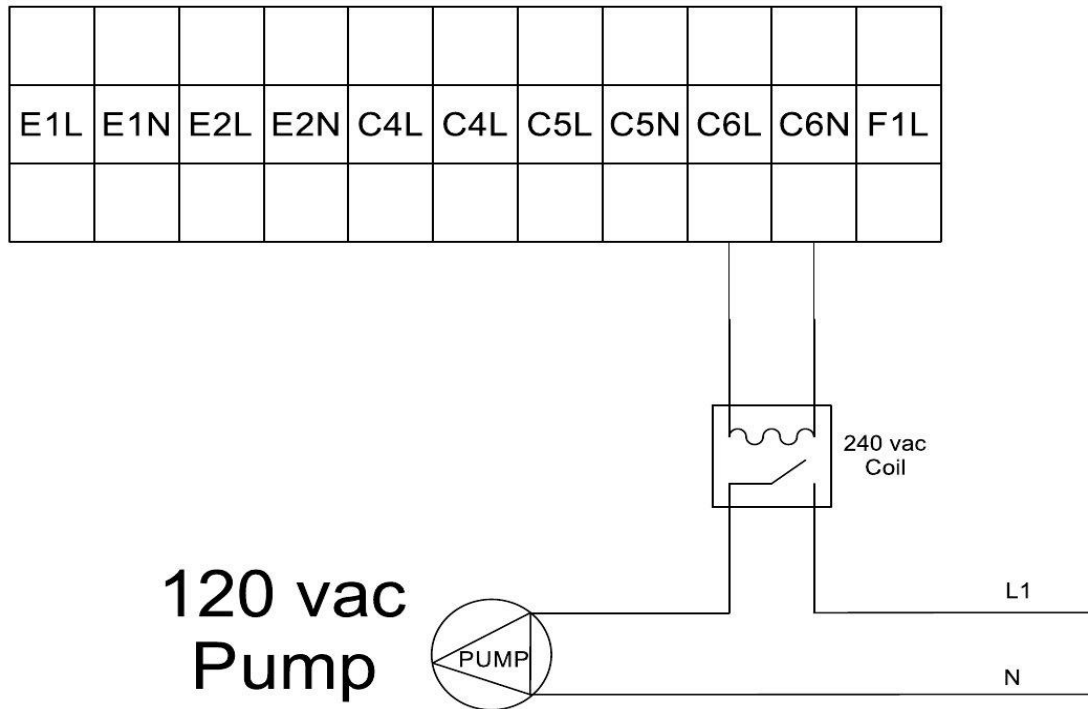 E1L E1N E2L E2N C4L C4L C5L C5N C6L C6N F1L
240 vac
Coil
120 vac
Pump
PUMP
L1
N